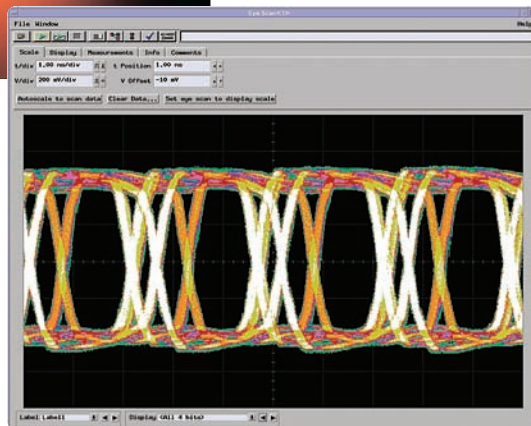 File Window Help
Scale Display Measurements Info Comments
t/div 1.00 ns/div t Position 1.00 ns
V/div 200 mV/div V Offset -10 mV
Autoscale to scan data Clear Data... Set eye scan to display scale
Label Label1 Display <All 4 bits>